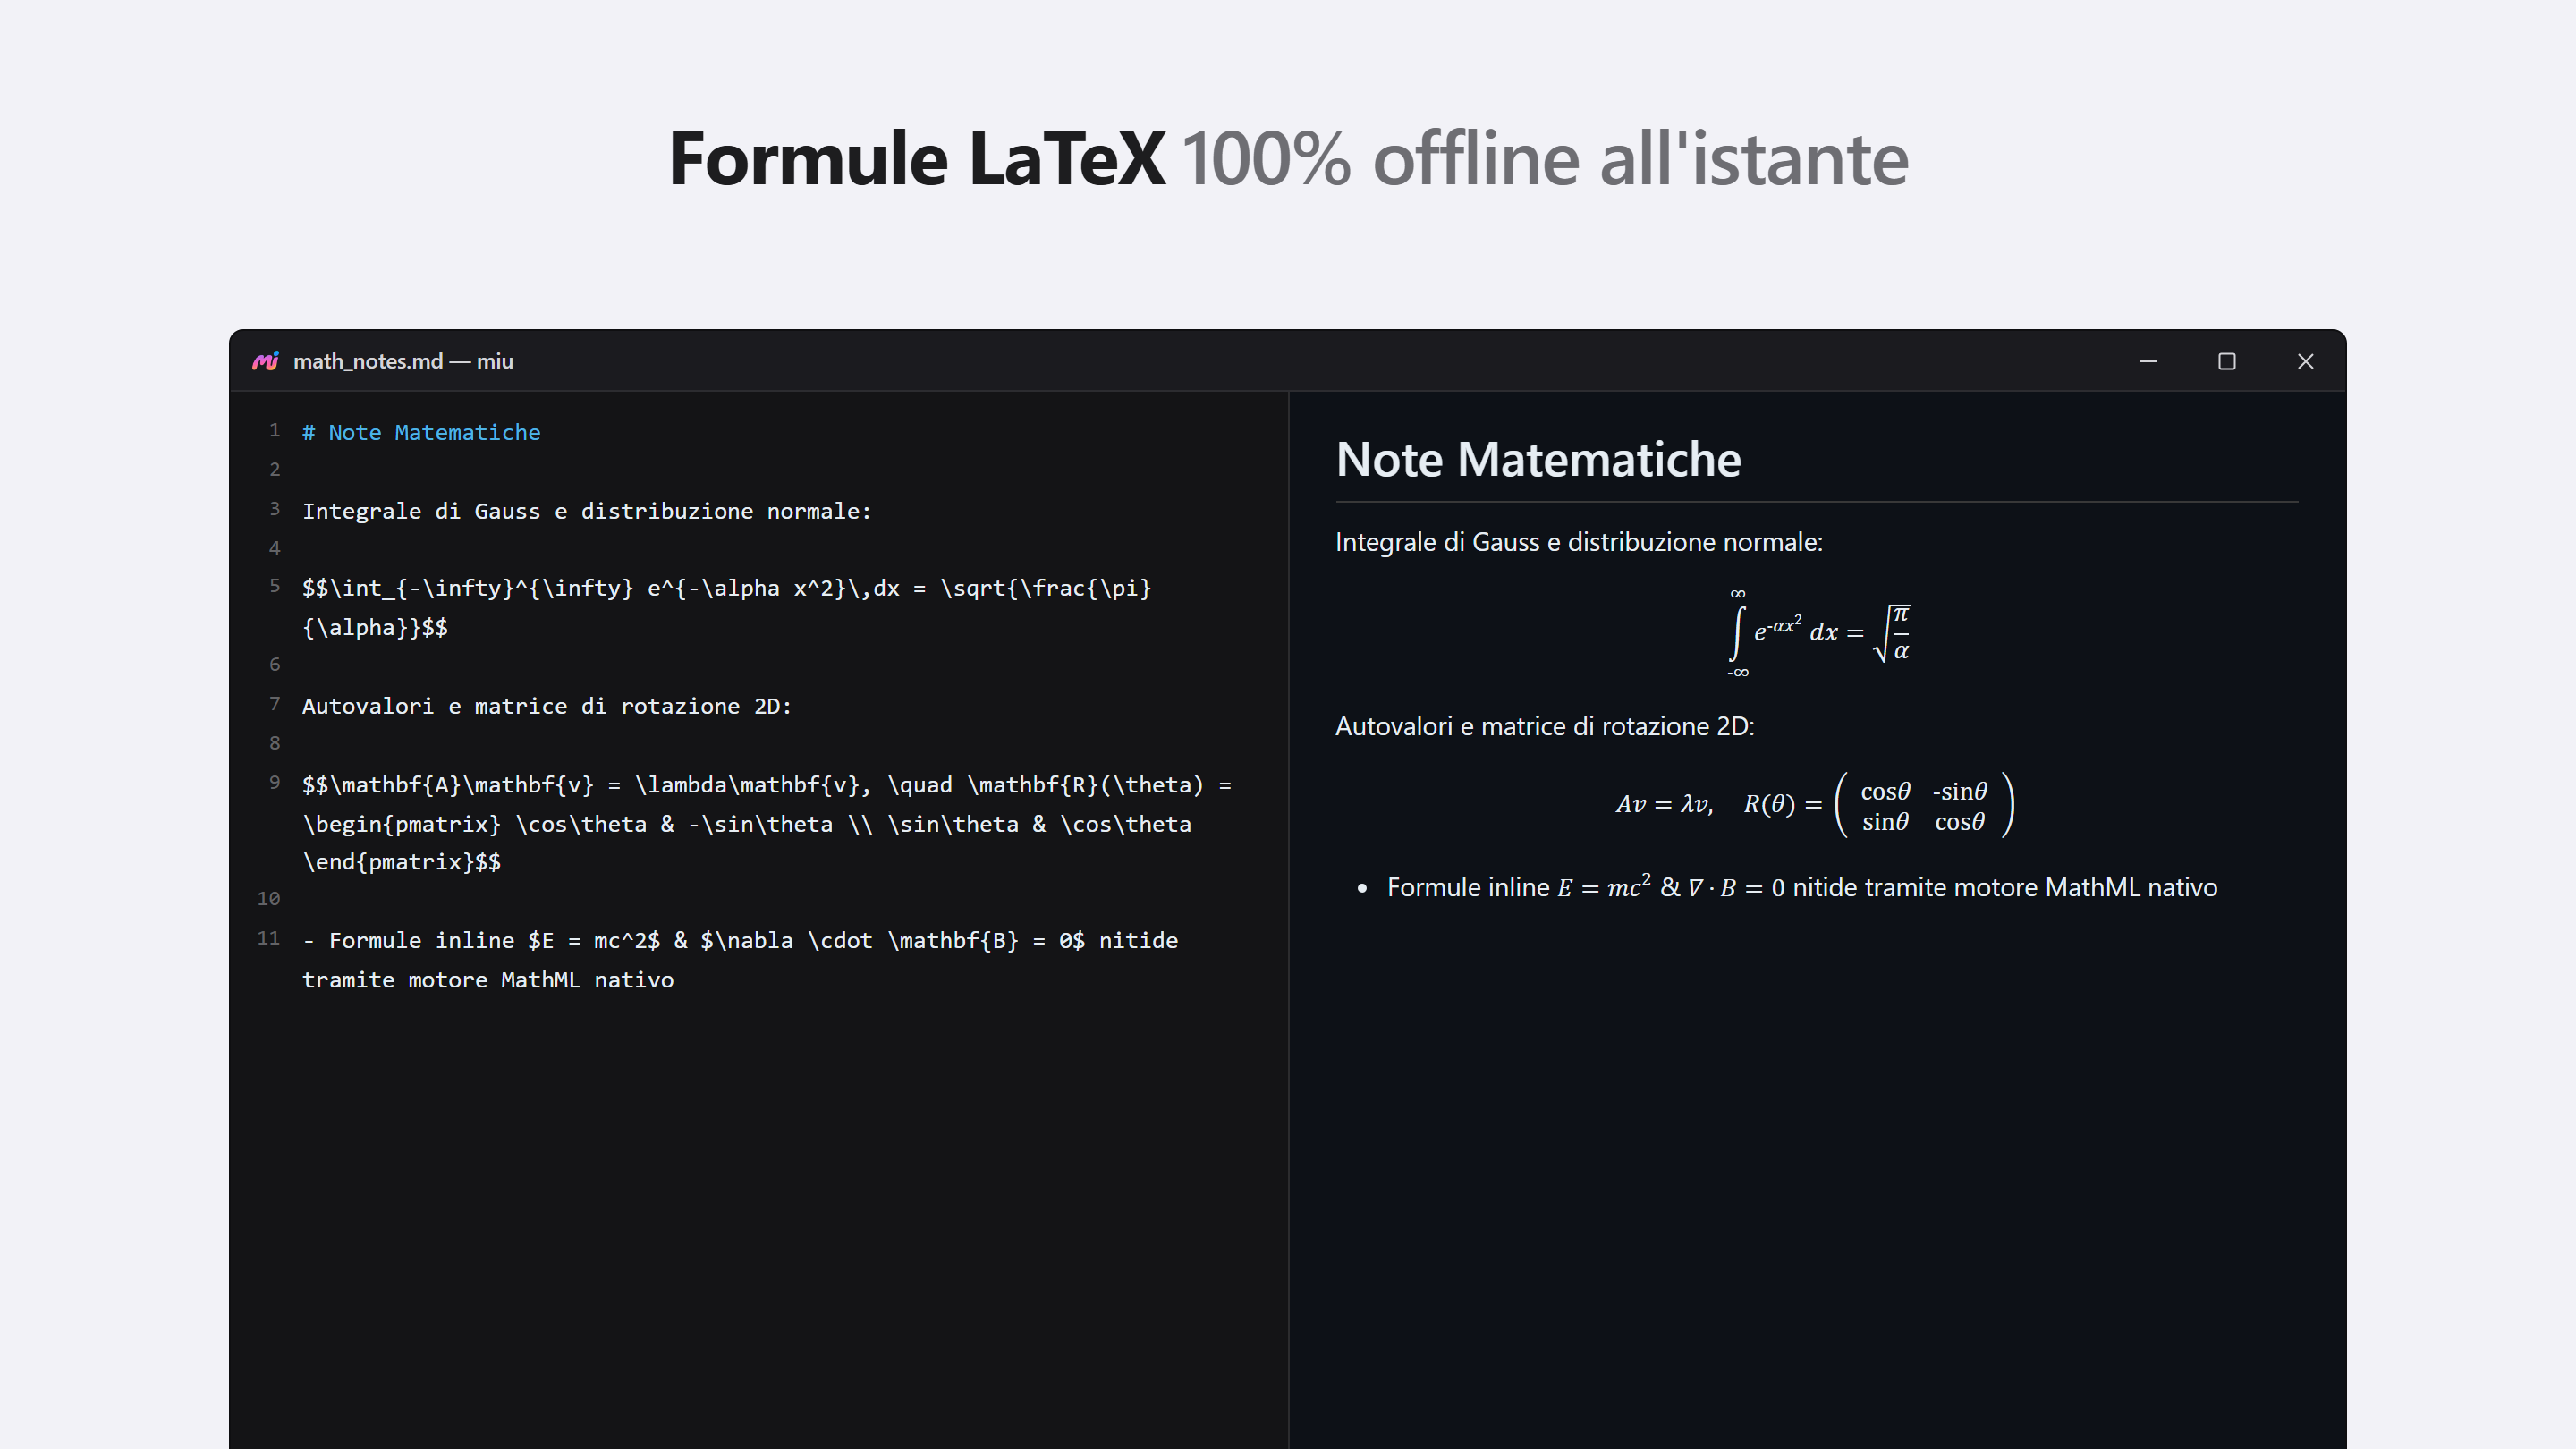 Formule LaTeX 100% offline all'istante
math_notes.md — miu
1 # Note Matematiche
2
3 Integrale di Gauss e distribuzione normale:
4
5 $$\int_{-\infty}^{\infty} e^{-\alpha x^2}\,dx = \sqrt{\frac{\pi}
{\alpha}}$$
6
7 Autovalori e matrice di rotazione 2D:
8
9 $$\mathbf{A}\mathbf{v} = \lambda\mathbf{v}, \quad \mathbf{R}(\theta) =
\begin{pmatrix} \cos\theta & -\sin\theta \\ \sin\theta & \cos\theta
\end{pmatrix}$$
10
11 - Formule inline $E = mc^2$ & $\nabla \cdot \mathbf{B} = 0$ nitide
tramite motore MathML nativo
Note Matematiche
Integrale di Gauss e distribuzione normale:
∞
∫ e^-αx² dx = √π/α
-∞
Autovalori e matrice di rotazione 2D:
Av = λv, R(θ) = ( cosθ -sinθ )
sinθ cosθ
• Formule inline E = mc² & ∇ · B = 0 nitide tramite motore MathML nativo